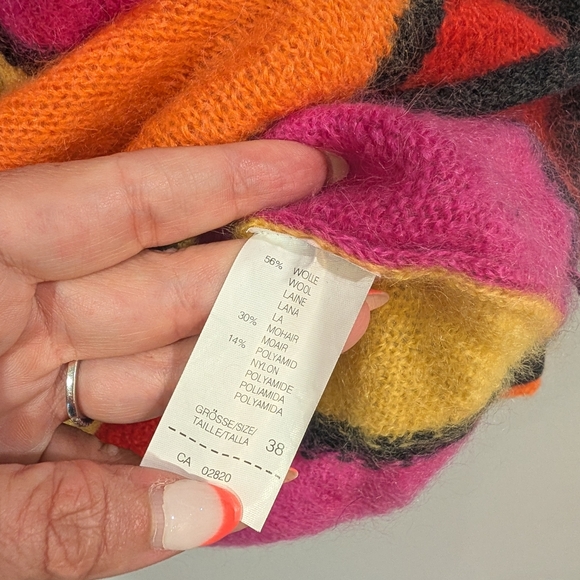 56% WOLLE
WOOL
LAINE
LANA
LA
30% MOHAIR
MOAIR
14% POLYAMID
NYLON
POLYAMIDE
POLIAMIDA
POLYAMIDA
GRÖSSE/SIZE/
TAILLE/TALLA 38
CA 02820